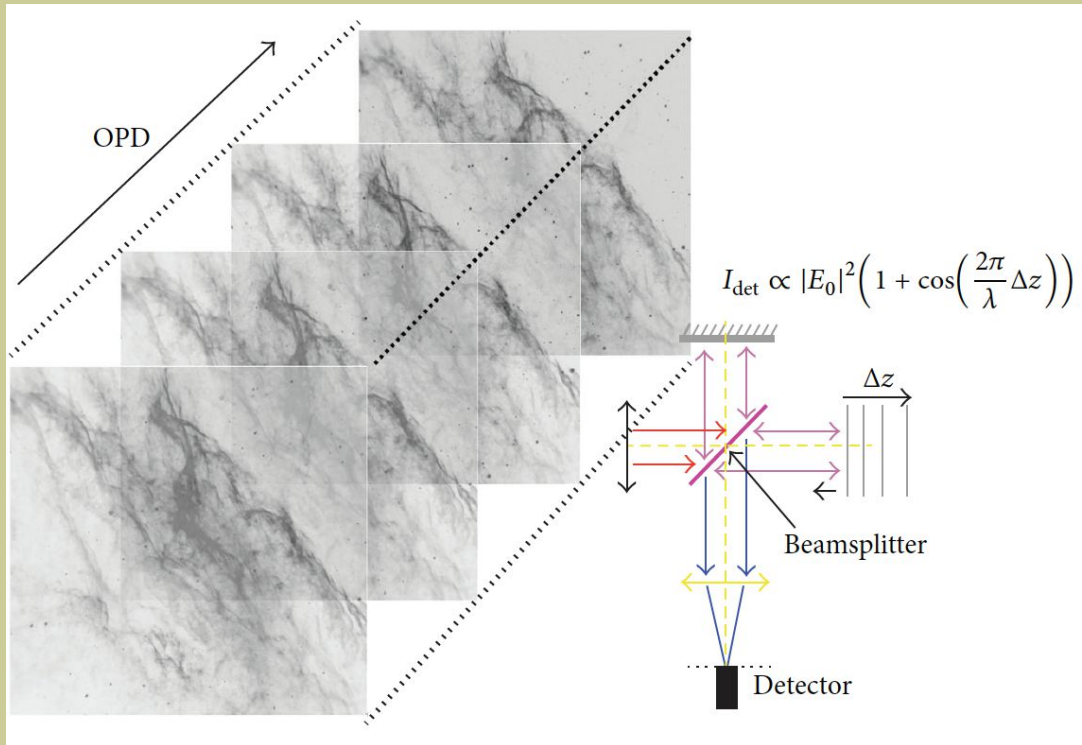 OPD
I_det ∝ |E_0|^2 (1 + cos(2π/λ Δz))
Δz
Beamsplitter
Detector